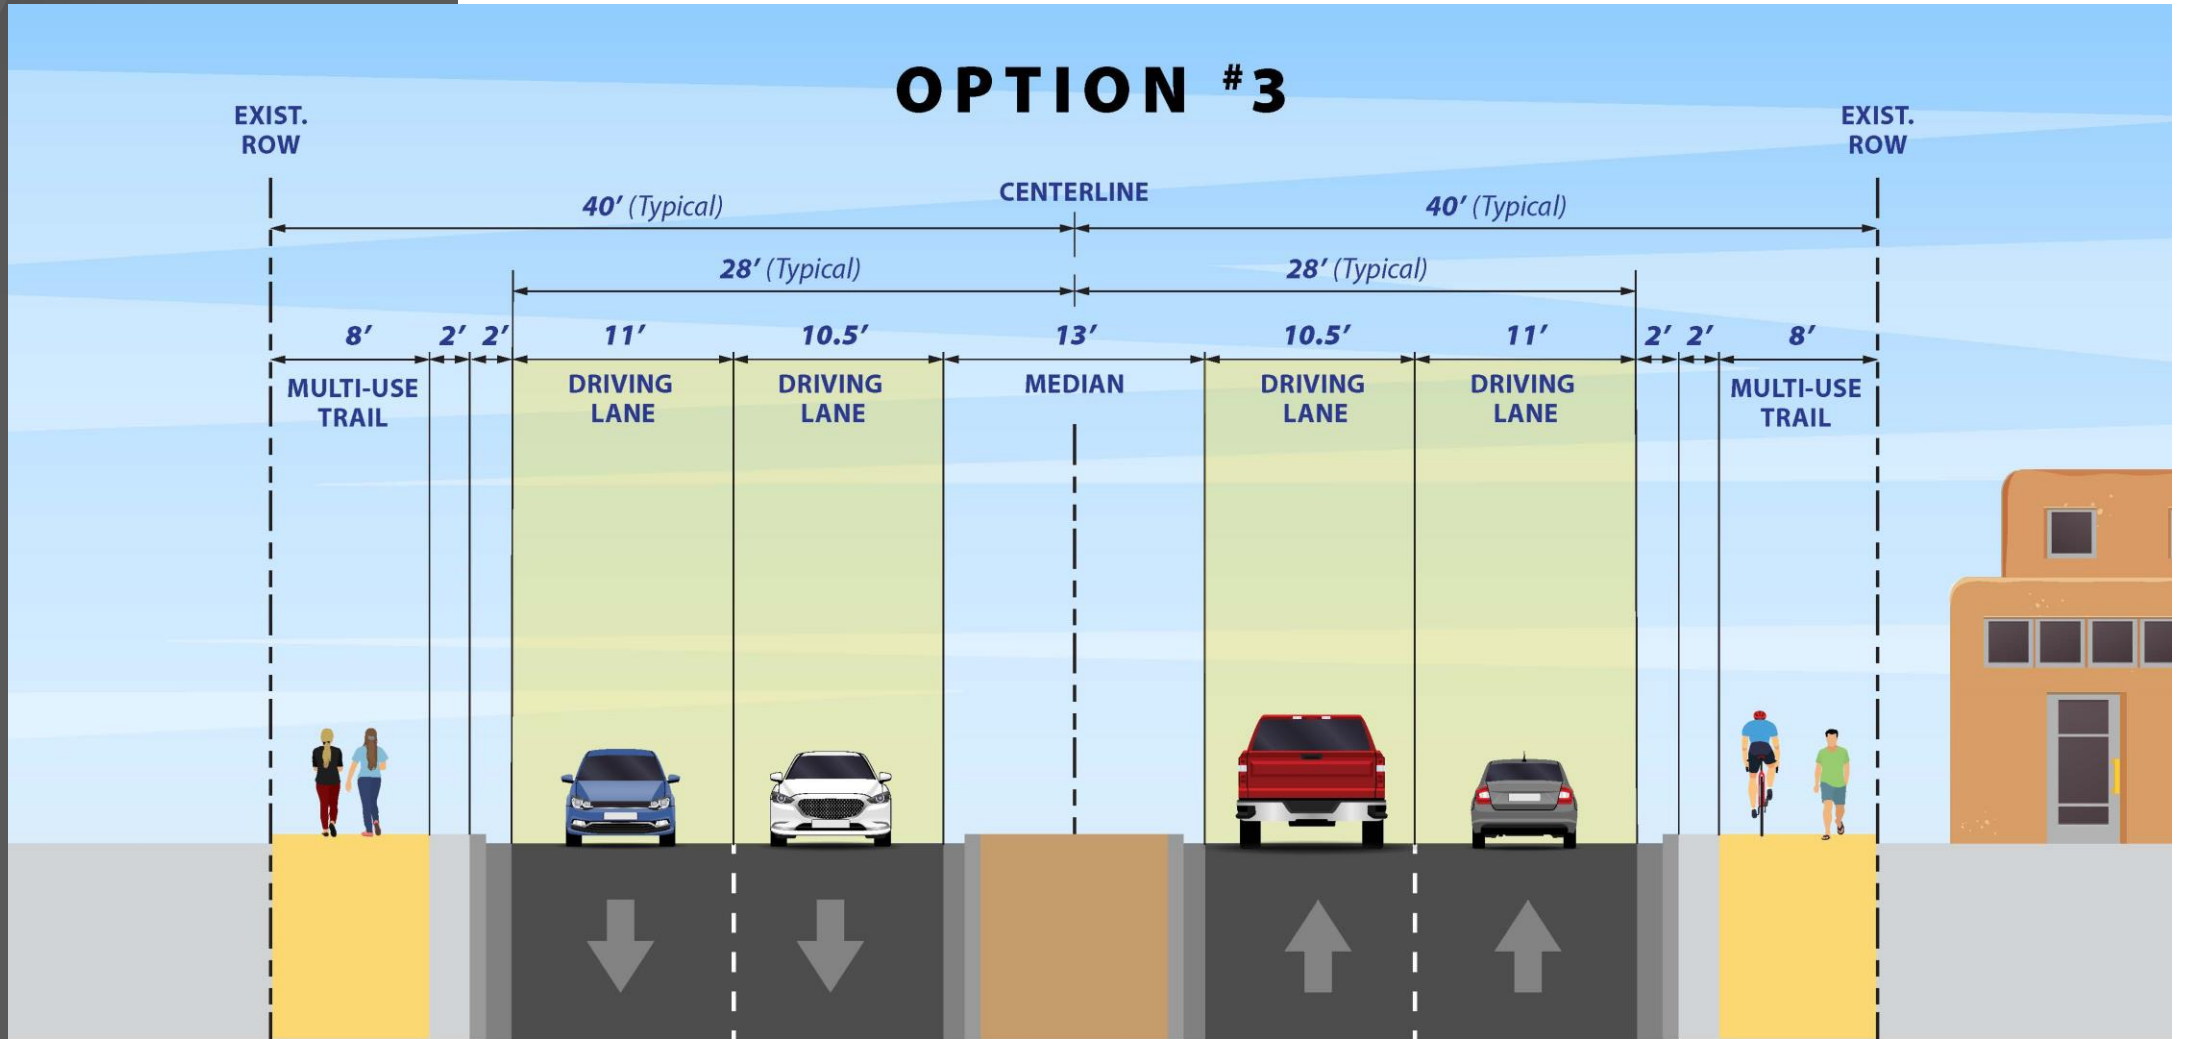 OPTION #3
EXIST.
ROW
EXIST.
ROW
CENTERLINE
40′ (Typical)
40′ (Typical)
28′ (Typical)
28′ (Typical)
8′ 2′ 2′ 11′ 10.5′ 13′ 10.5′ 11′ 2′ 2′ 8′
MULTI-USE
TRAIL
DRIVING
LANE
DRIVING
LANE
MEDIAN
DRIVING
LANE
DRIVING
LANE
MULTI-USE
TRAIL